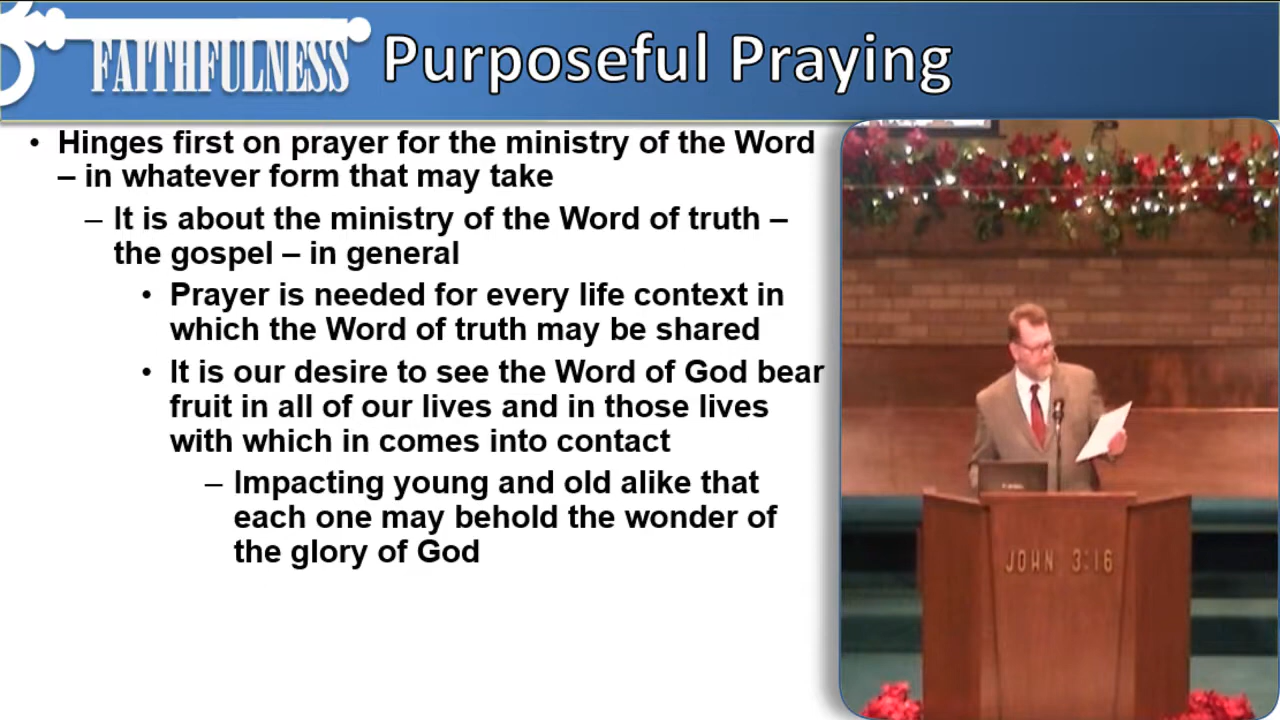 FAITHFULNESS
Purposeful Praying
• Hinges first on prayer for the ministry of the Word
– in whatever form that may take
– It is about the ministry of the Word of truth –
the gospel – in general
• Prayer is needed for every life context in
which the Word of truth may be shared
• It is our desire to see the Word of God bear
fruit in all of our lives and in those lives
with which in comes into contact
– Impacting young and old alike that
each one may behold the wonder of
the glory of God
JOHN 3:16